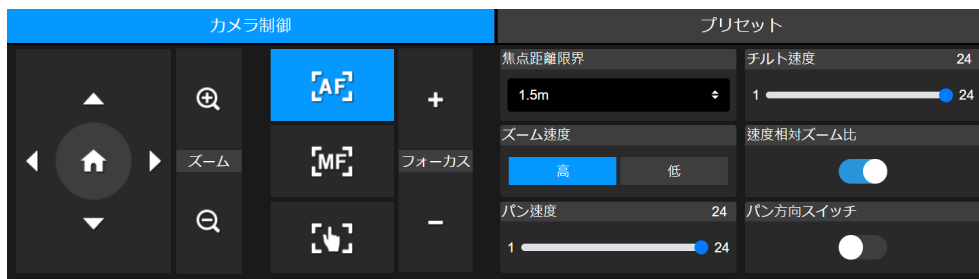 カメラ制御
プリセット
ズーム
AF
MF
+
フォーカス
−
焦点距離限界
1.5m
ズーム速度
高 低
パン速度 24
1 24
チルト速度 24
1 24
速度相対ズーム比
パン方向スイッチ